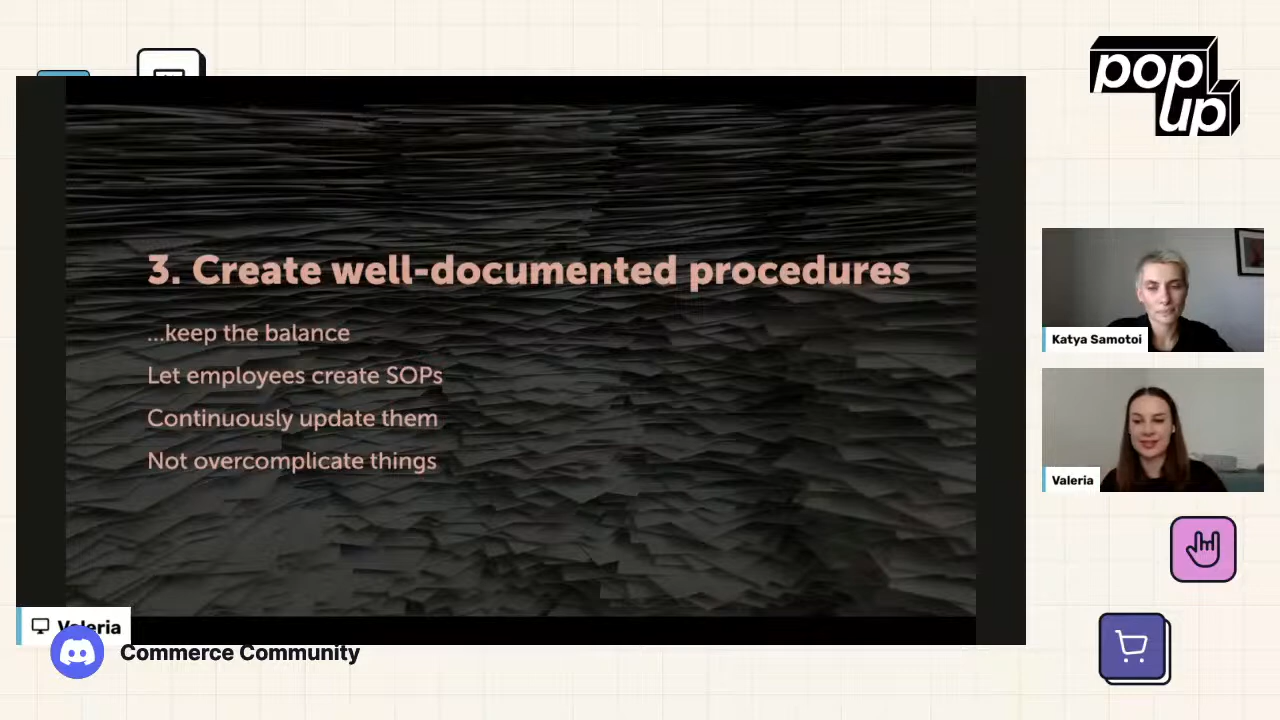 pop
up
3. Create well-documented procedures
...keep the balance
Let employees create SOPs
Continuously update them
Not overcomplicate things
Katya Samotoi
Valeria
Valeria
Commerce Community